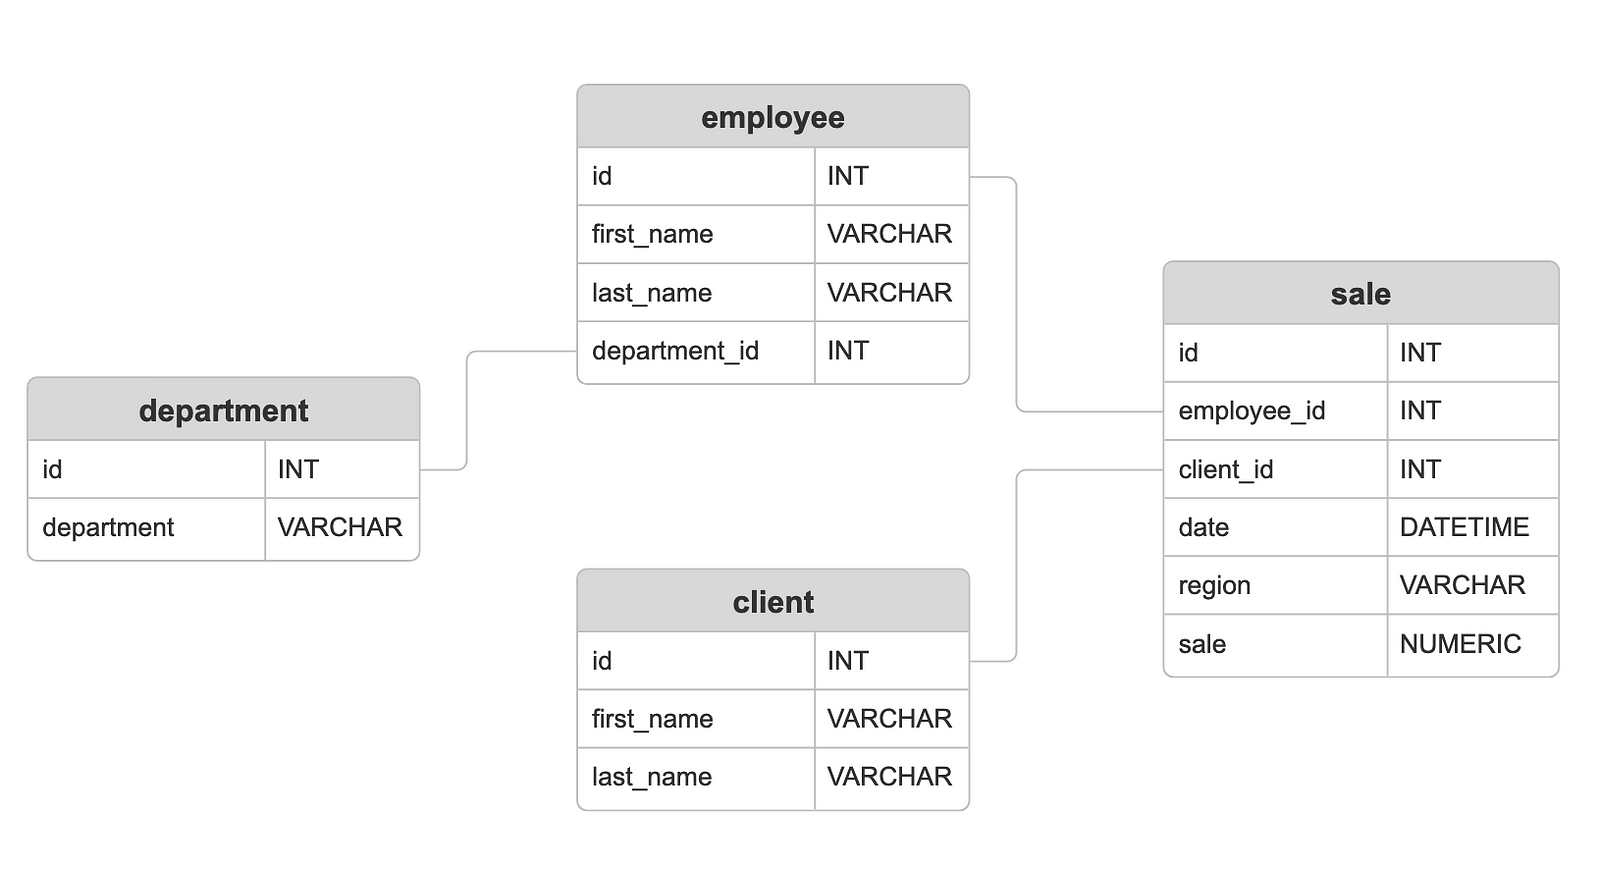 employee
id INT
first_name VARCHAR
last_name VARCHAR
department_id INT
department
id INT
department VARCHAR
client
id INT
first_name VARCHAR
last_name VARCHAR
sale
id INT
employee_id INT
client_id INT
date DATETIME
region VARCHAR
sale NUMERIC